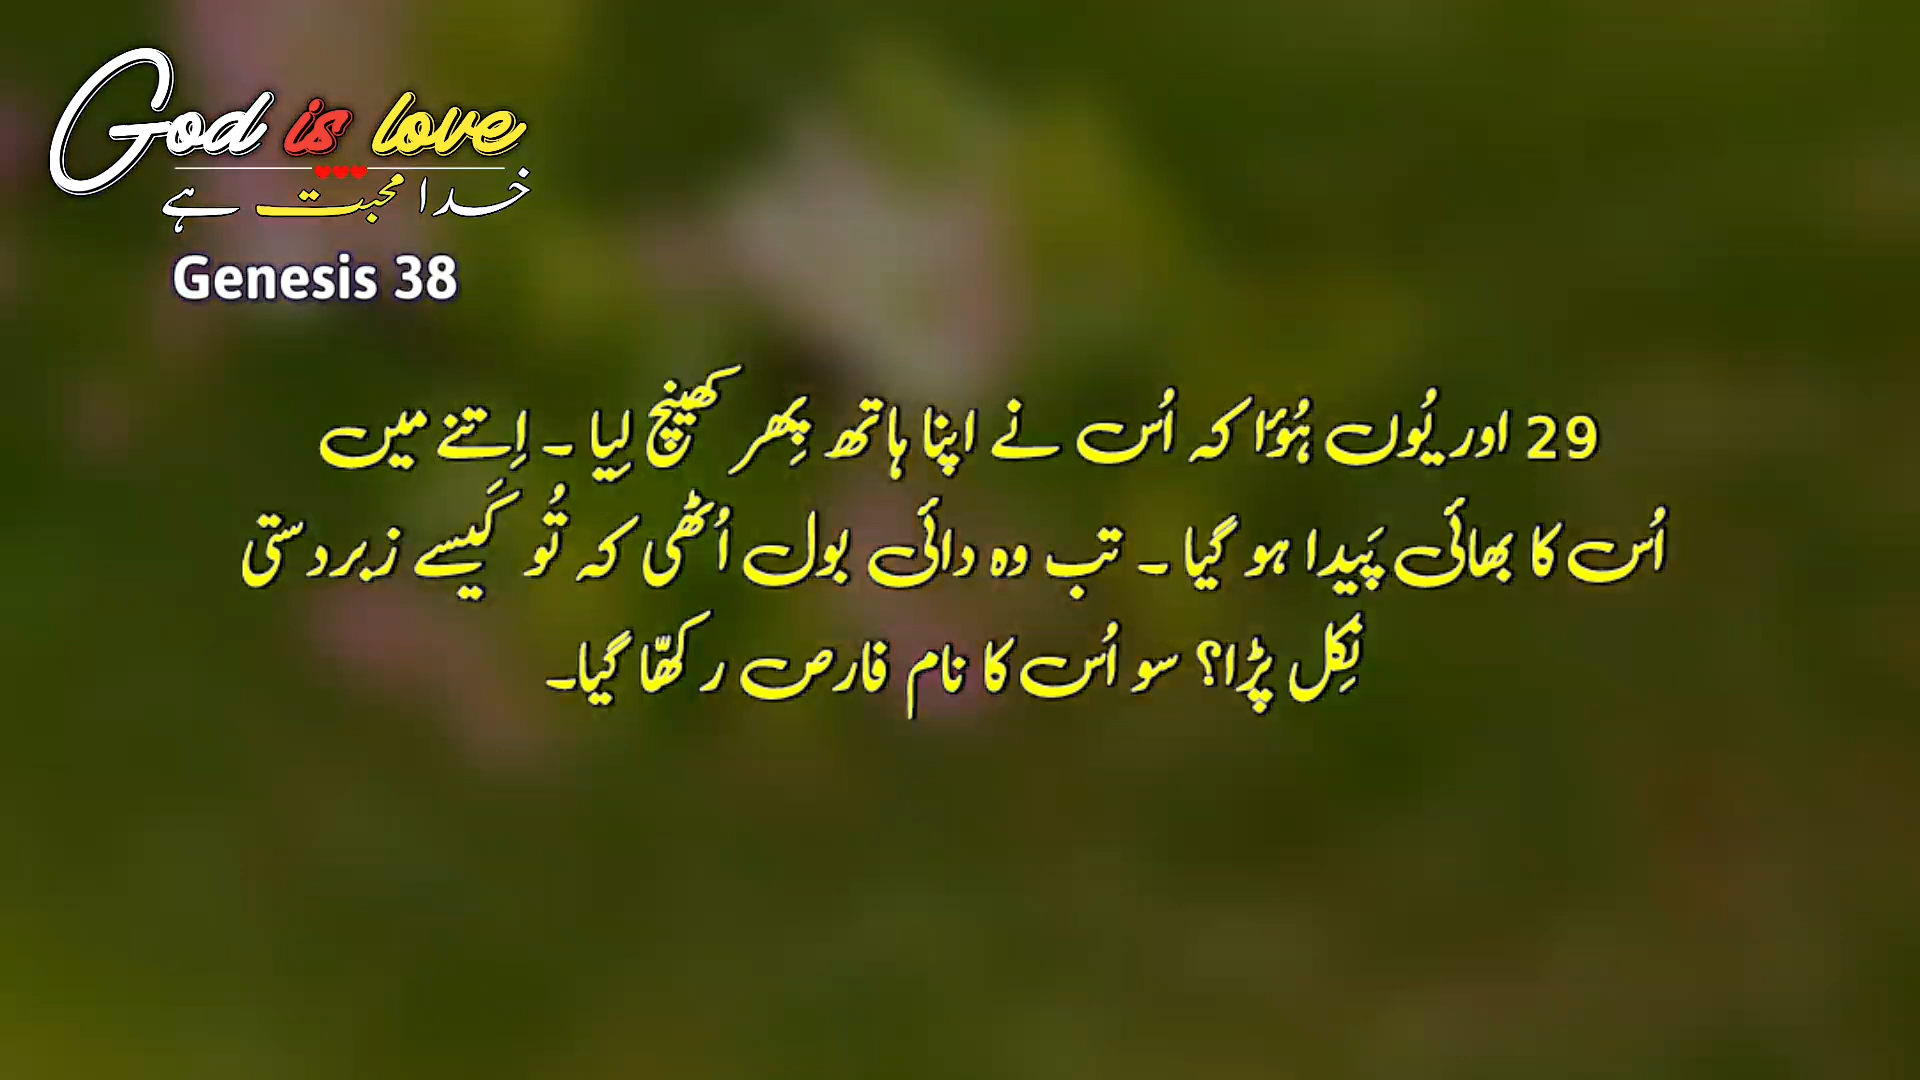 God is love
خدا محبت ہے
Genesis 38
29 اور یُوں ہُوٗا کہ اُس نے اپنا ہاتھ پِھر کھینچ لِیا ۔ اِتنے میں
اُس کا بھائی پَیدا ہو گیا ۔ تب وہ دائی بول اُٹھی کہ تُو کَیسے زبردستی
نِکل پڑا؟ سو اُس کا نام فارص رکھّا گیا۔